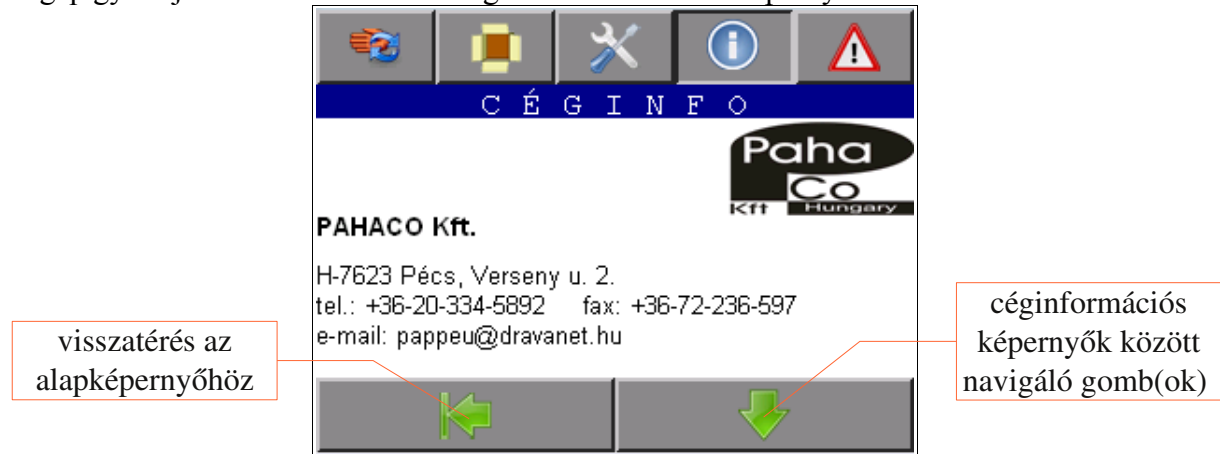 C É G I N F O
Paha
Co
Kft Hungary
PAHACO Kft.
H-7623 Pécs, Verseny u. 2.
tel.: +36-20-334-5892 fax: +36-72-236-597
e-mail: pappeu@dravanet.hu
visszatérés az
alapképernyőhöz
céginformációs
képernyők között
navigáló gomb(ok)